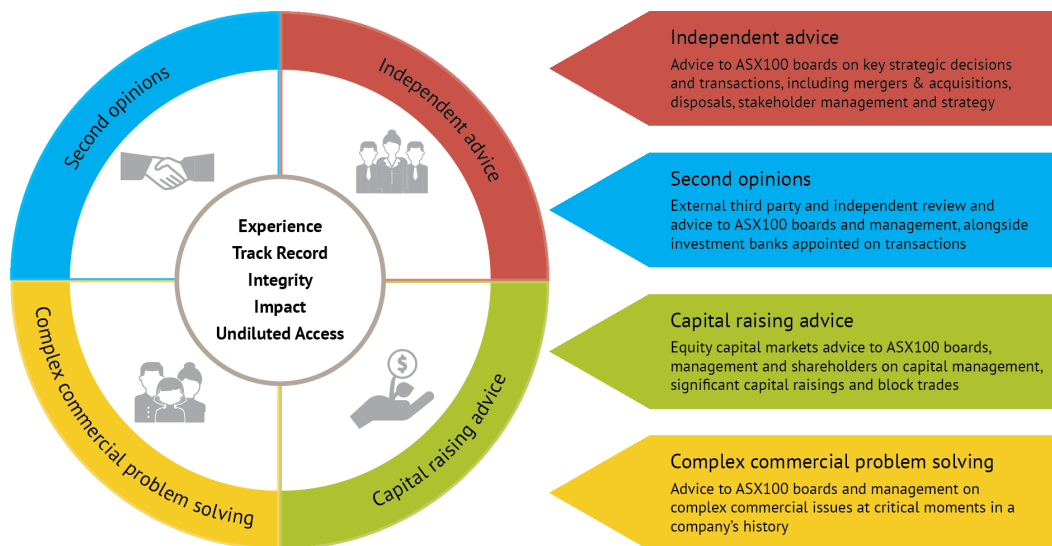 Second opinions
Independent advice
Experience
Track Record
Integrity
Impact
Undiluted Access
Complex commercial problem solving
Capital raising advice
$
Independent advice
Advice to ASX100 boards on key strategic decisions
and transactions, including mergers & acquisitions,
disposals, stakeholder management and strategy
Second opinions
External third party and independent review and
advice to ASX100 boards and management, alongside
investment banks appointed on transactions
Capital raising advice
Equity capital markets advice to ASX100 boards,
management and shareholders on capital management,
significant capital raisings and block trades
Complex commercial problem solving
Advice to ASX100 boards and management on
complex commercial issues at critical moments in a
company's history